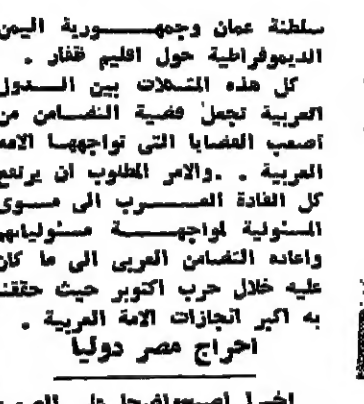 سلطنة عمان وجمهورية اليمن
الديموقراطية حول اقليم ظفار .
كل هذه المشكلات بين الدول
العربية تجعل قضية التضامن من
أصعب القضايا التى تواجهها الامة
العربية . . والامر المطلوب ان يرتفع
كل القادة العرب الى مستوى
المسئولية لمواجهة مسئولياتهم
واعادة التضامن العربى الى ما كان
عليه خلال حرب اكتوبر حيث حققنا
به اكبر انجازات الامة العربية .
احراج مصر دوليا